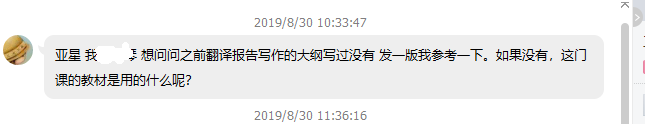 2019/8/30 10:33:47
亚星 我 想问问之前翻译报告写作的大纲写过没有 发一版我参考一下。如果没有，这门
课的教材是用的什么呢?
2019/8/30 11:36:16